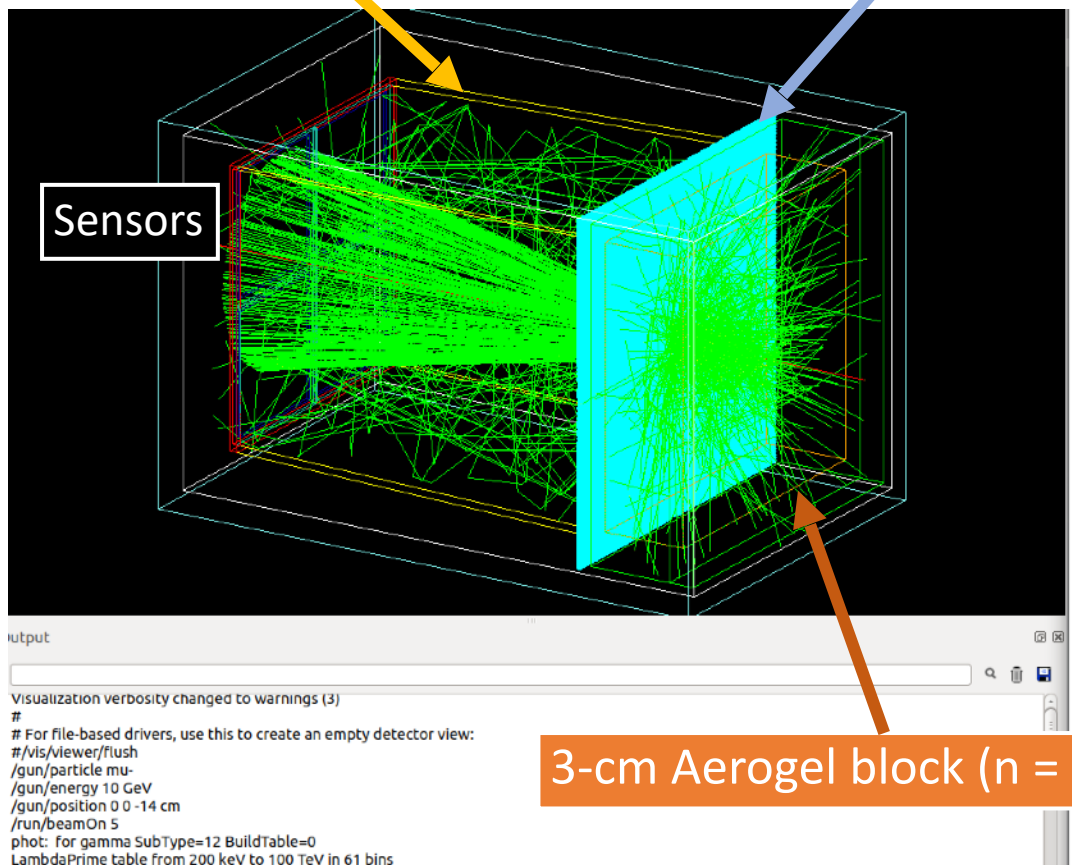 Sensors
utput
Visualization verbosity changed to warnings (3)
#
# For file-based drivers, use this to create an empty detector view:
#/vis/viewer/flush
/gun/particle mu-
/gun/energy 10 GeV
/gun/position 0 0 -14 cm
/run/beamOn 5
phot: for gamma SubType=12 BuildTable=0
LambdaPrime table from 200 keV to 100 TeV in 61 bins
3-cm Aerogel block (n =